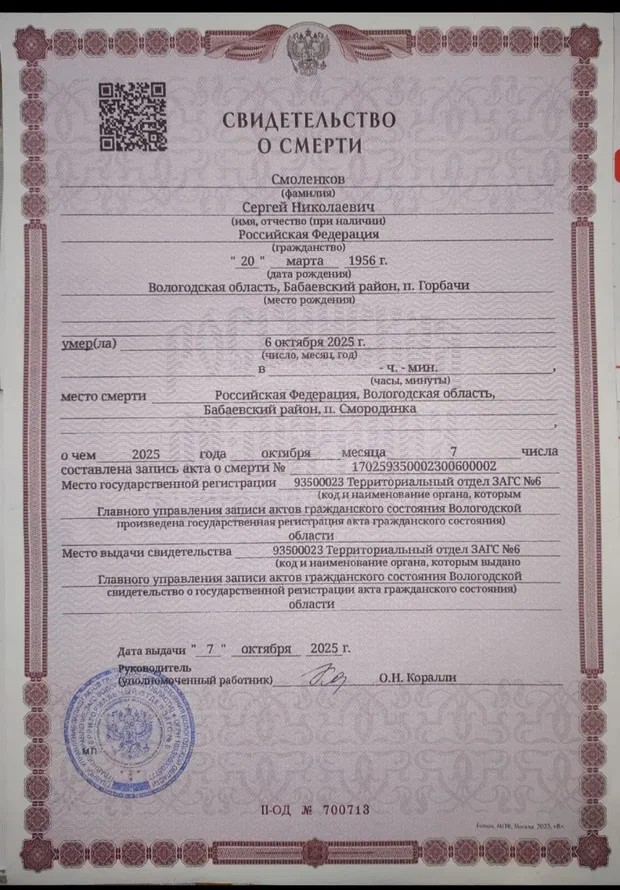 СВИДЕТЕЛЬСТВО
О СМЕРТИ
Смоленков
(фамилия)
Сергей Николаевич
(имя, отчество (при наличии)
Российская Федерация
(гражданство)
" 20 " марта 1956 г.
(дата рождения)
Вологодская область, Бабаевский район, п. Горбачи
(место рождения)
умер(ла) 6 октября 2025 г.
(число, месяц, год)
в - ч. - мин. ,
(часы, минуты)
место смерти Российская Федерация, Вологодская область,
Бабаевский район, п. Смородинка
,
о чем 2025 года октября месяца 7 числа
составлена запись акта о смерти № 170259350002300600002
Место государственной регистрации 93500023 Территориальный отдел ЗАГС №6
(код и наименование органа, которым
Главного управления записи актов гражданского состояния Вологодской
произведена государственная регистрация акта гражданского состояния)
области
Место выдачи свидетельства 93500023 Территориальный отдел ЗАГС №6
(код и наименование органа, которым выдано
Главного управления записи актов гражданского состояния Вологодской
свидетельство о государственной регистрации акта гражданского состояния)
области
Дата выдачи " 7 " октября 2025 г.
Руководитель
(уполномоченный работник) О.Н. Коралли
МП
II-ОД № 700713